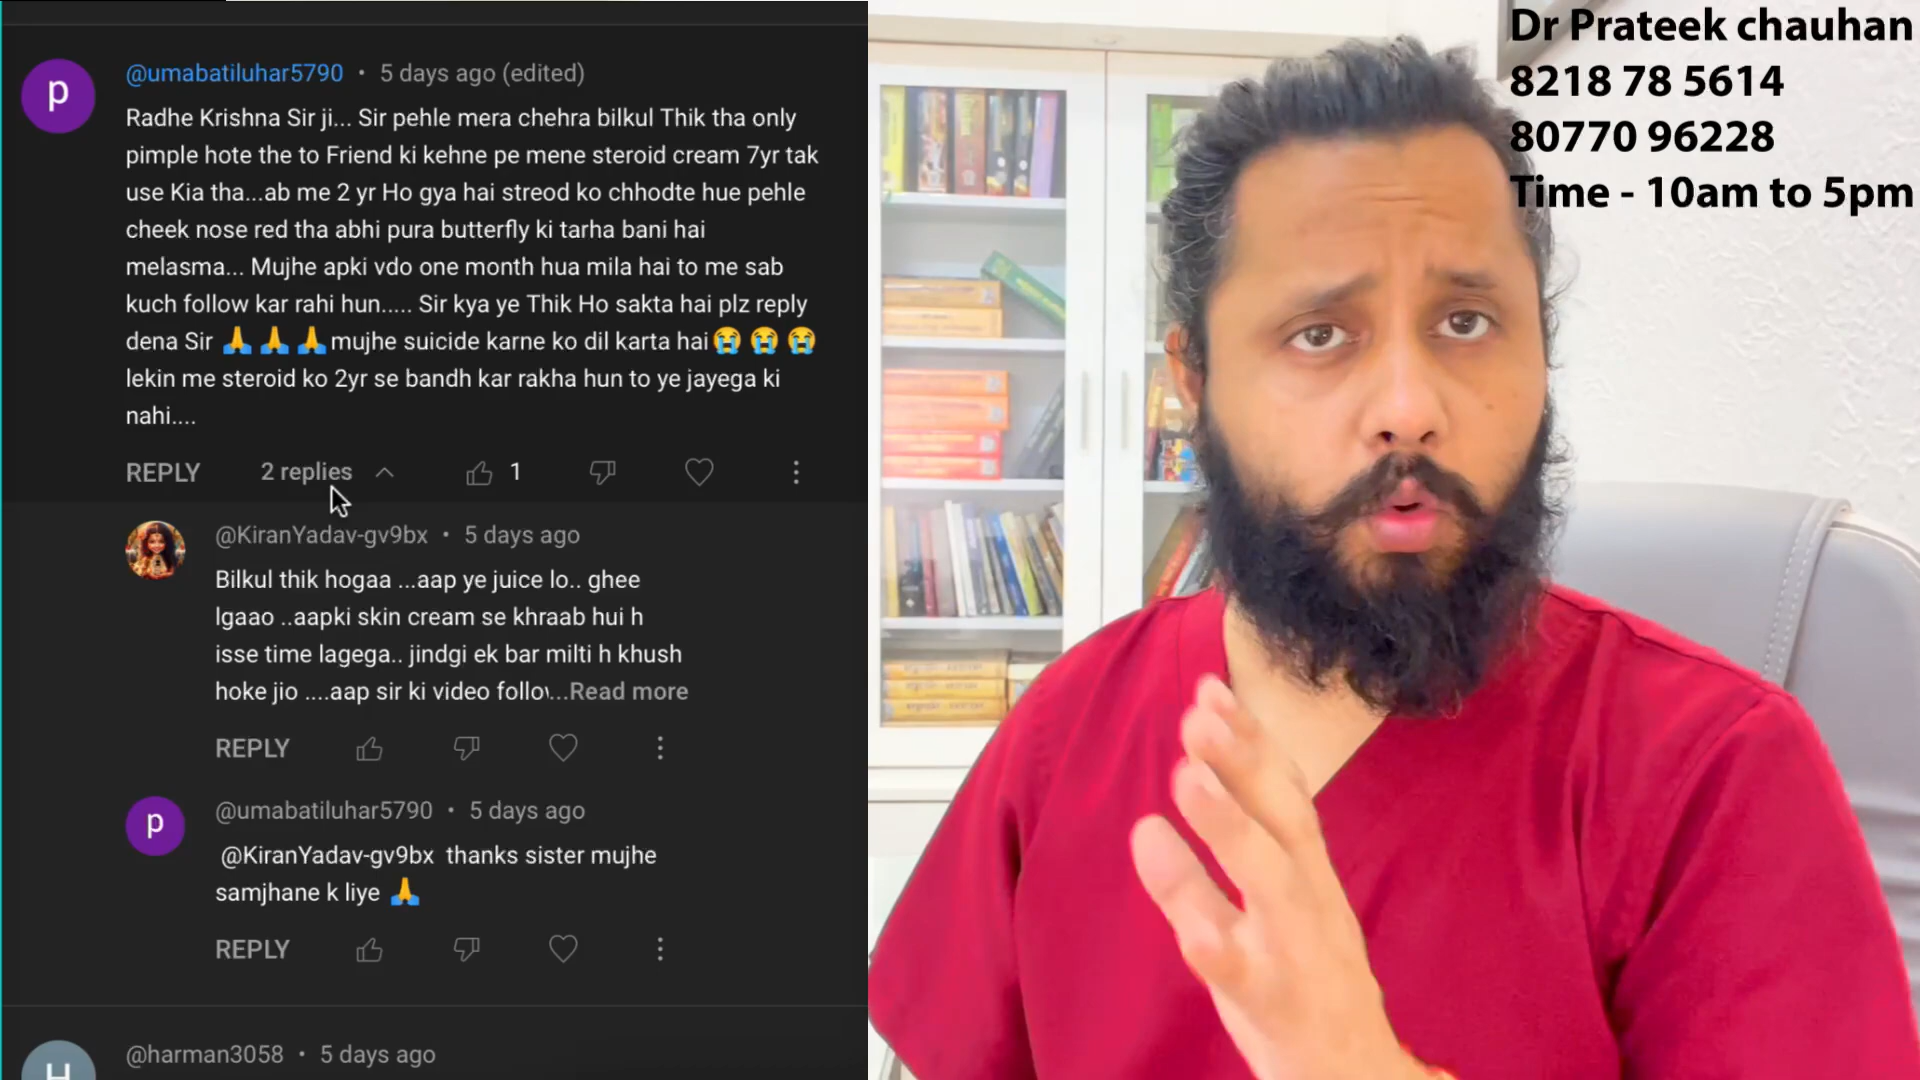 @umabatiluhar5790 • 5 days ago (edited)
Radhe Krishna Sir ji... Sir pehle mera chehra bilkul Thik tha only
pimple hote the to Friend ki kehne pe mene steroid cream 7yr tak
use Kia tha...ab me 2 yr Ho gya hai streod ko chhodte hue pehle
cheek nose red tha abhi pura butterfly ki tarha bani hai
melasma... Mujhe apki vdo one month hua mila hai to me sab
kuch follow kar rahi hun..... Sir kya ye Thik Ho sakta hai plz reply
dena Sir 🙏🙏🙏mujhe suicide karne ko dil karta hai😭😭😭
lekin me steroid ko 2yr se bandh kar rakha hun to ye jayega ki
nahi....
REPLY 2 replies 1
@KiranYadav-gv9bx • 5 days ago
Bilkul thik hogaa ...aap ye juice lo.. ghee
lgaao ..aapki skin cream se khraab hui h
isse time lagega.. jindgi ek bar milti h khush
hoke jio ....aap sir ki video follo...Read more
REPLY
@umabatiluhar5790 • 5 days ago
@KiranYadav-gv9bx thanks sister mujhe
samjhane k liye 🙏
REPLY
@harman3058 • 5 days ago
Dr Prateek chauhan
8218 78 5614
80770 96228
Time - 10am to 5pm